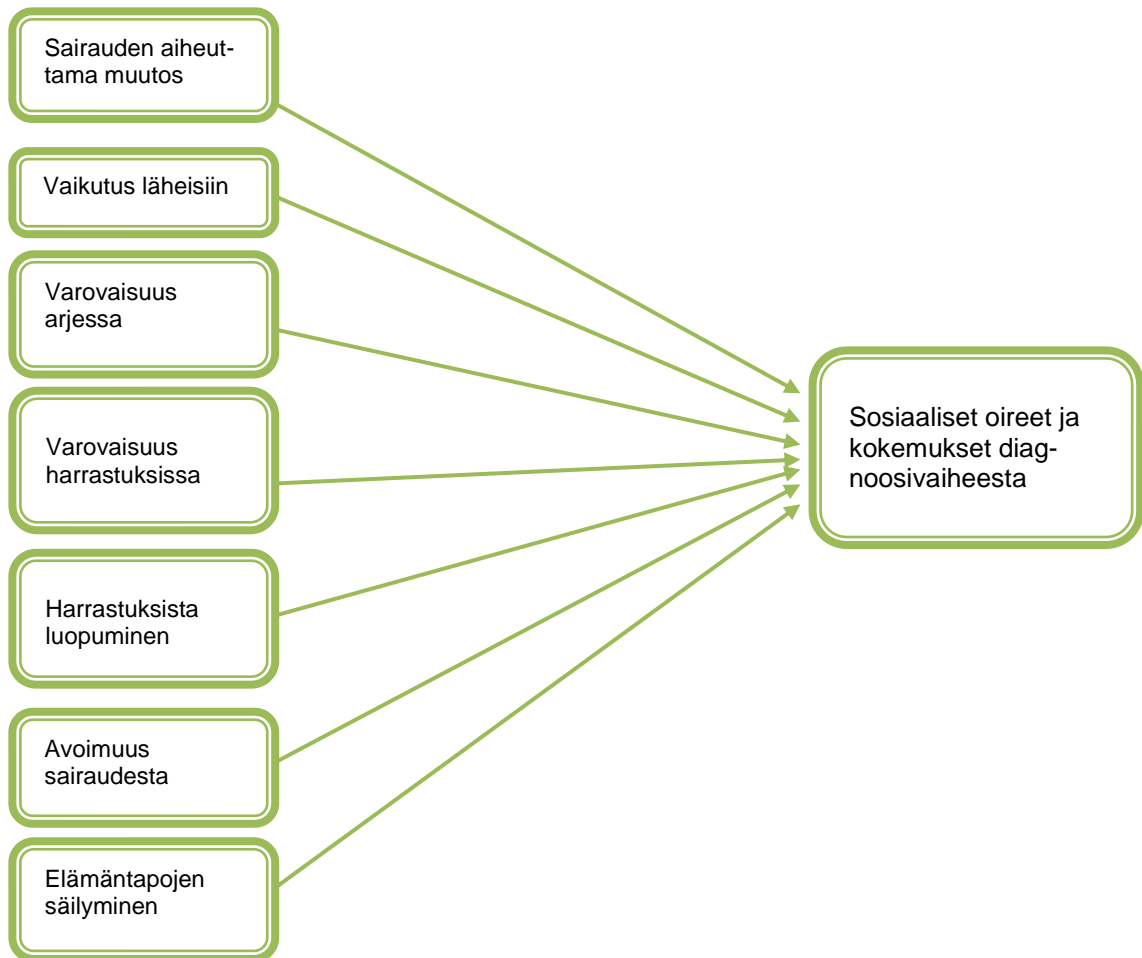 Sairauden aiheut-
tama muutos
Vaikutus läheisiin
Varovaisuus
arjessa
Varovaisuus
harrastuksissa
Harrastuksista
luopuminen
Avoimuus
sairaudesta
Elämäntapojen
säilyminen
Sosiaaliset oireet ja
kokemukset diag-
noosivaiheesta